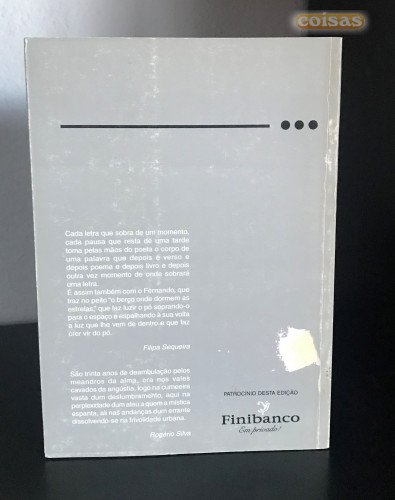 coisas
Cada letra que sobra de um momento,
cada pausa que resta de uma tarde
toma pelas mãos do poeta o corpo de
uma palavra que depois é verso e
depois poema e depois livro e depois
outra vez momento de onde sobrará
uma letra.
É assim também com o Fernando, que
traz no peito "o berço onde dormem as
estrelas," que faz luzir o pó soprando-o
para o espaço e espalhando à sua volta
a luz que lhe vem de dentro e que faz
crer vir do pó.
Filipa Sequeira
São trinta anos de deambulação pelos
meandros da alma, ora nos vales
cavados da angústia, logo na cumeeira
vasta dum deslumbramento, aqui na
perplexidade dum ateu a quem a mística
espanta, ali nas andanças dum errante
dissolvendo-se na frivolidade urbana.
Rogério Silva
PATROCÍNIO DESTA EDIÇÃO
Finibanco
Em privado!